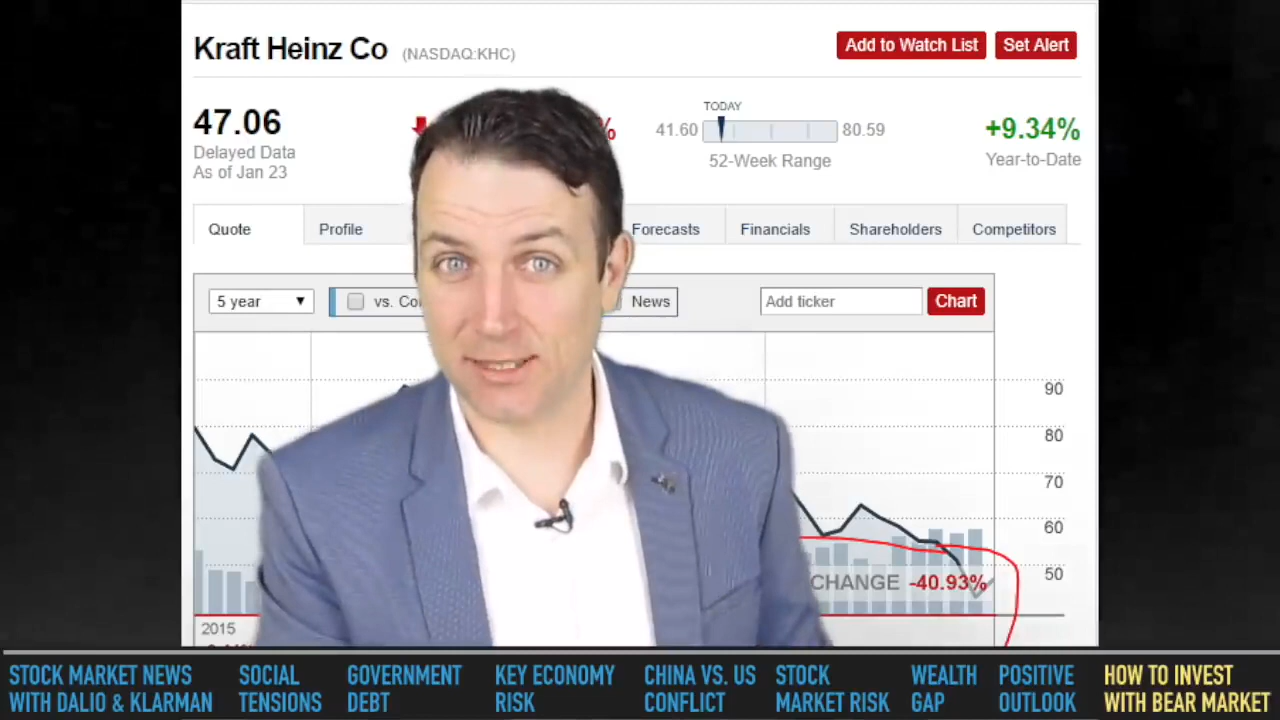 Kraft Heinz Co (NASDAQ:KHC) Add to Watch List Set Alert
47.06 % TODAY 41.60 80.59 +9.34%
Delayed Data 52-Week Range Year-to-Date
As of Jan 23
Quote Profile Forecasts Financials Shareholders Competitors
5 year vs. News Add ticker Chart
90
80
70
60
50
CHANGE -40.93%
2015
STOCK MARKET NEWS SOCIAL GOVERNMENT KEY ECONOMY CHINA VS. US STOCK WEALTH POSITIVE HOW TO INVEST
WITH DALIO & KLARMAN TENSIONS DEBT RISK CONFLICT MARKET RISK GAP OUTLOOK WITH BEAR MARKET